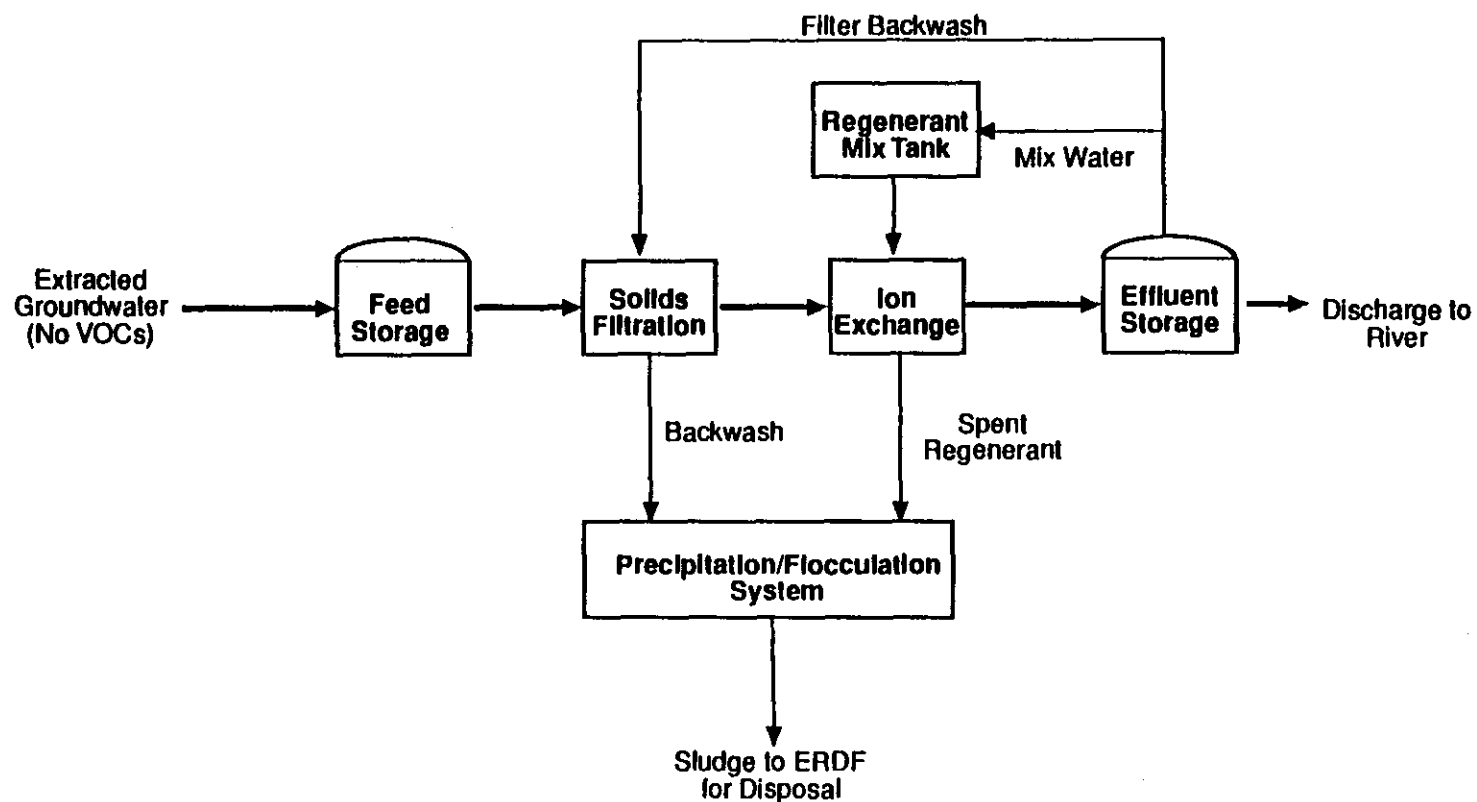 Filter Backwash
Regenerant
Mix Tank
Mix Water
Extracted
Groundwater
(No VOCs)
Feed
Storage
Solids
Filtration
Ion
Exchange
Effluent
Storage
Discharge to
River
Backwash
Spent
Regenerant
Precipitation/Flocculation
System
Sludge to ERDF
for Disposal